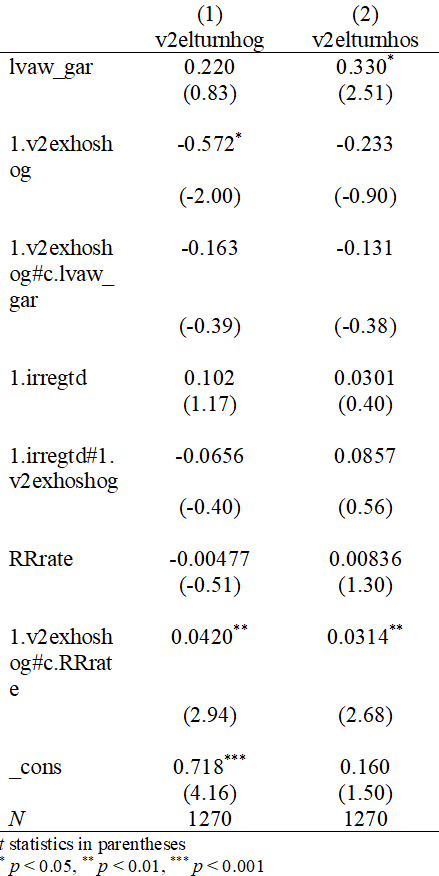 (1) (2)
v2elturnhog v2elturnhos
lvaw_gar 0.220 0.330*
(0.83) (2.51)
1.v2exhosh -0.572* -0.233
og
(-2.00) (-0.90)
1.v2exhosh -0.163 -0.131
og#c.lvaw_
gar
(-0.39) (-0.38)
1.irregtd 0.102 0.0301
(1.17) (0.40)
1.irregtd#1. -0.0656 0.0857
v2exhoshog
(-0.40) (0.56)
RRrate -0.00477 0.00836
(-0.51) (1.30)
1.v2exhosh 0.0420** 0.0314**
og#c.RRrat
e
(2.94) (2.68)
_cons 0.718*** 0.160
(4.16) (1.50)
N 1270 1270
t statistics in parentheses
* p < 0.05, ** p < 0.01, *** p < 0.001